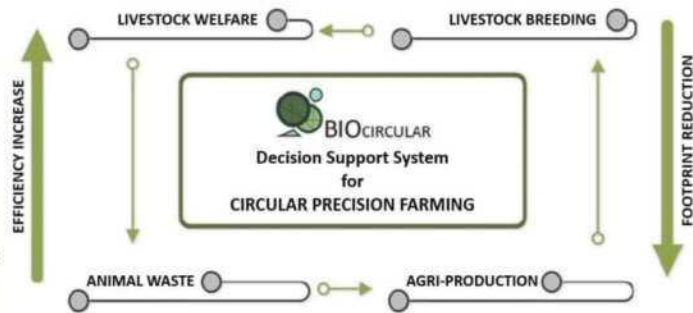 LIVESTOCK WELFARE
LIVESTOCK BREEDING
EFFICIENCY INCREASE
BIOCIRCULAR
Decision Support System
for
CIRCULAR PRECISION FARMING
FOOTPRINT REDUCTION
ANIMAL WASTE
AGRI-PRODUCTION